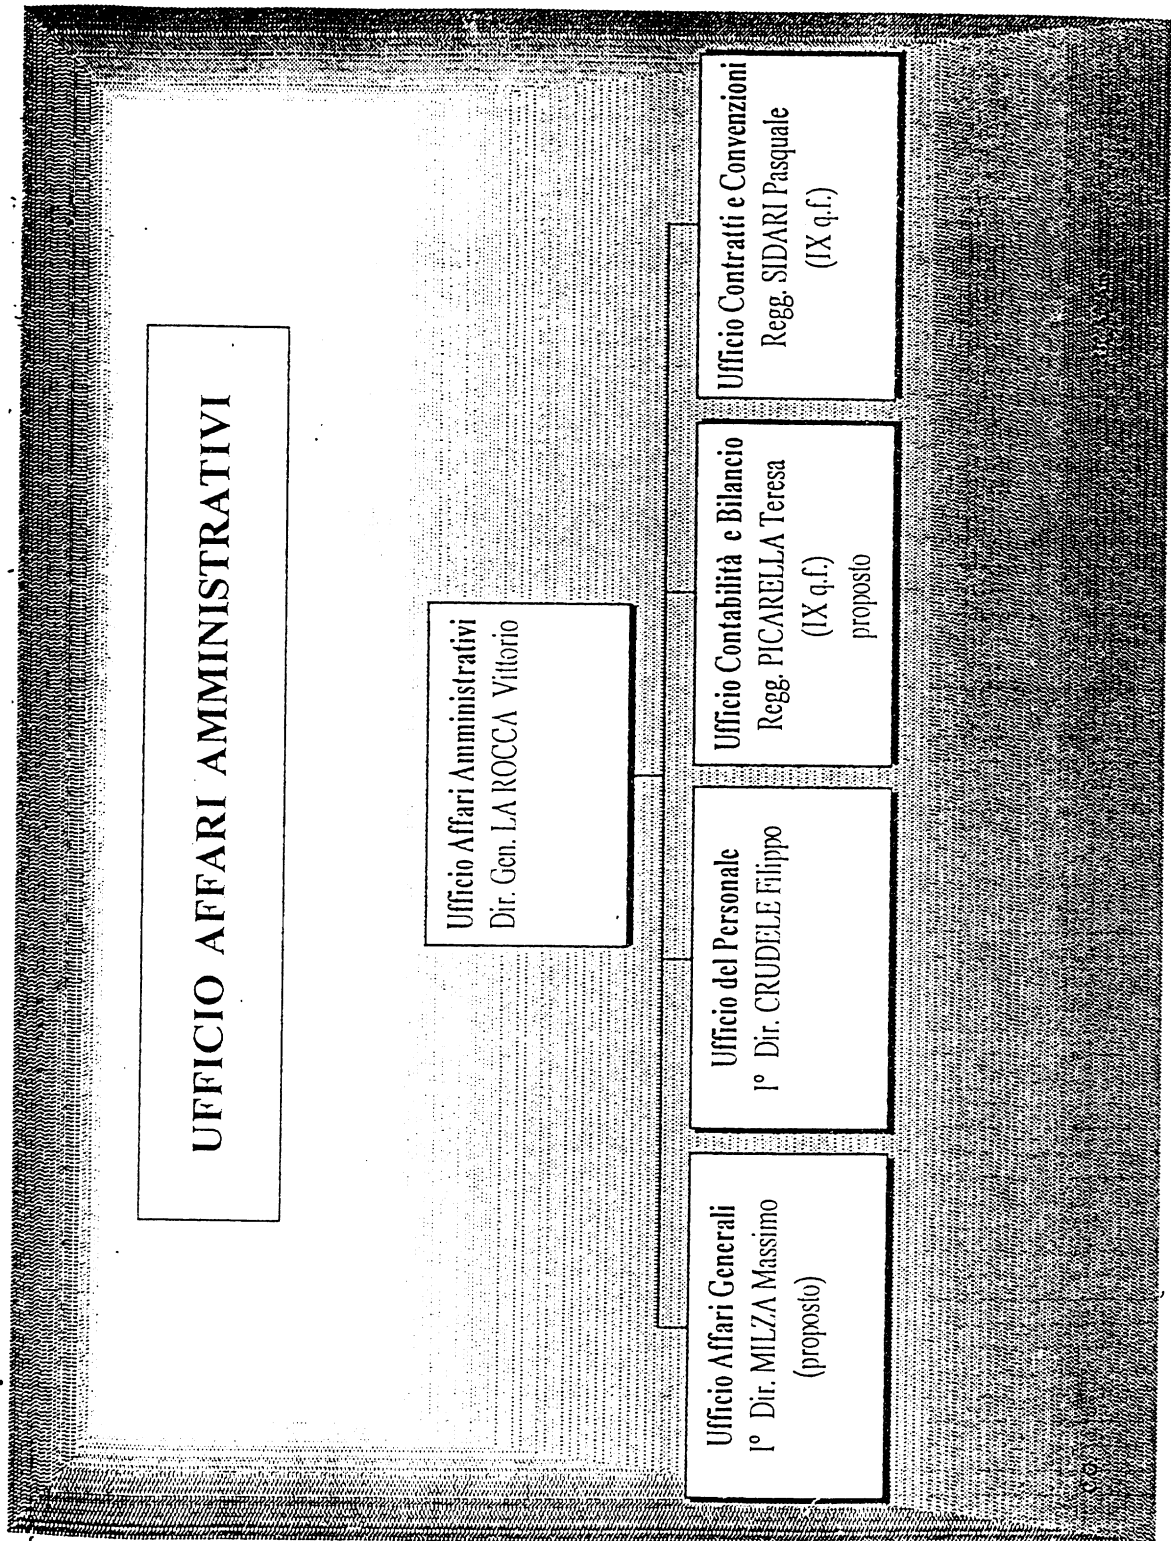 UFFICIO AFFARI AMMINISTRATIVI
Ufficio Affari Amministrativi
Dir. Gen. LA ROCCA Vittorio
Ufficio Affari Generali
I° Dir. MILZA Massimo
(proposto)
Ufficio del Personale
I° Dir. CRUDELE Filippo
Ufficio Contabilità e Bilancio
Regg. PICARELLA Teresa
(IX q.f.)
proposto
Ufficio Contratti e Convenzioni
Regg. SIDARI Pasquale
(IX q.f.)